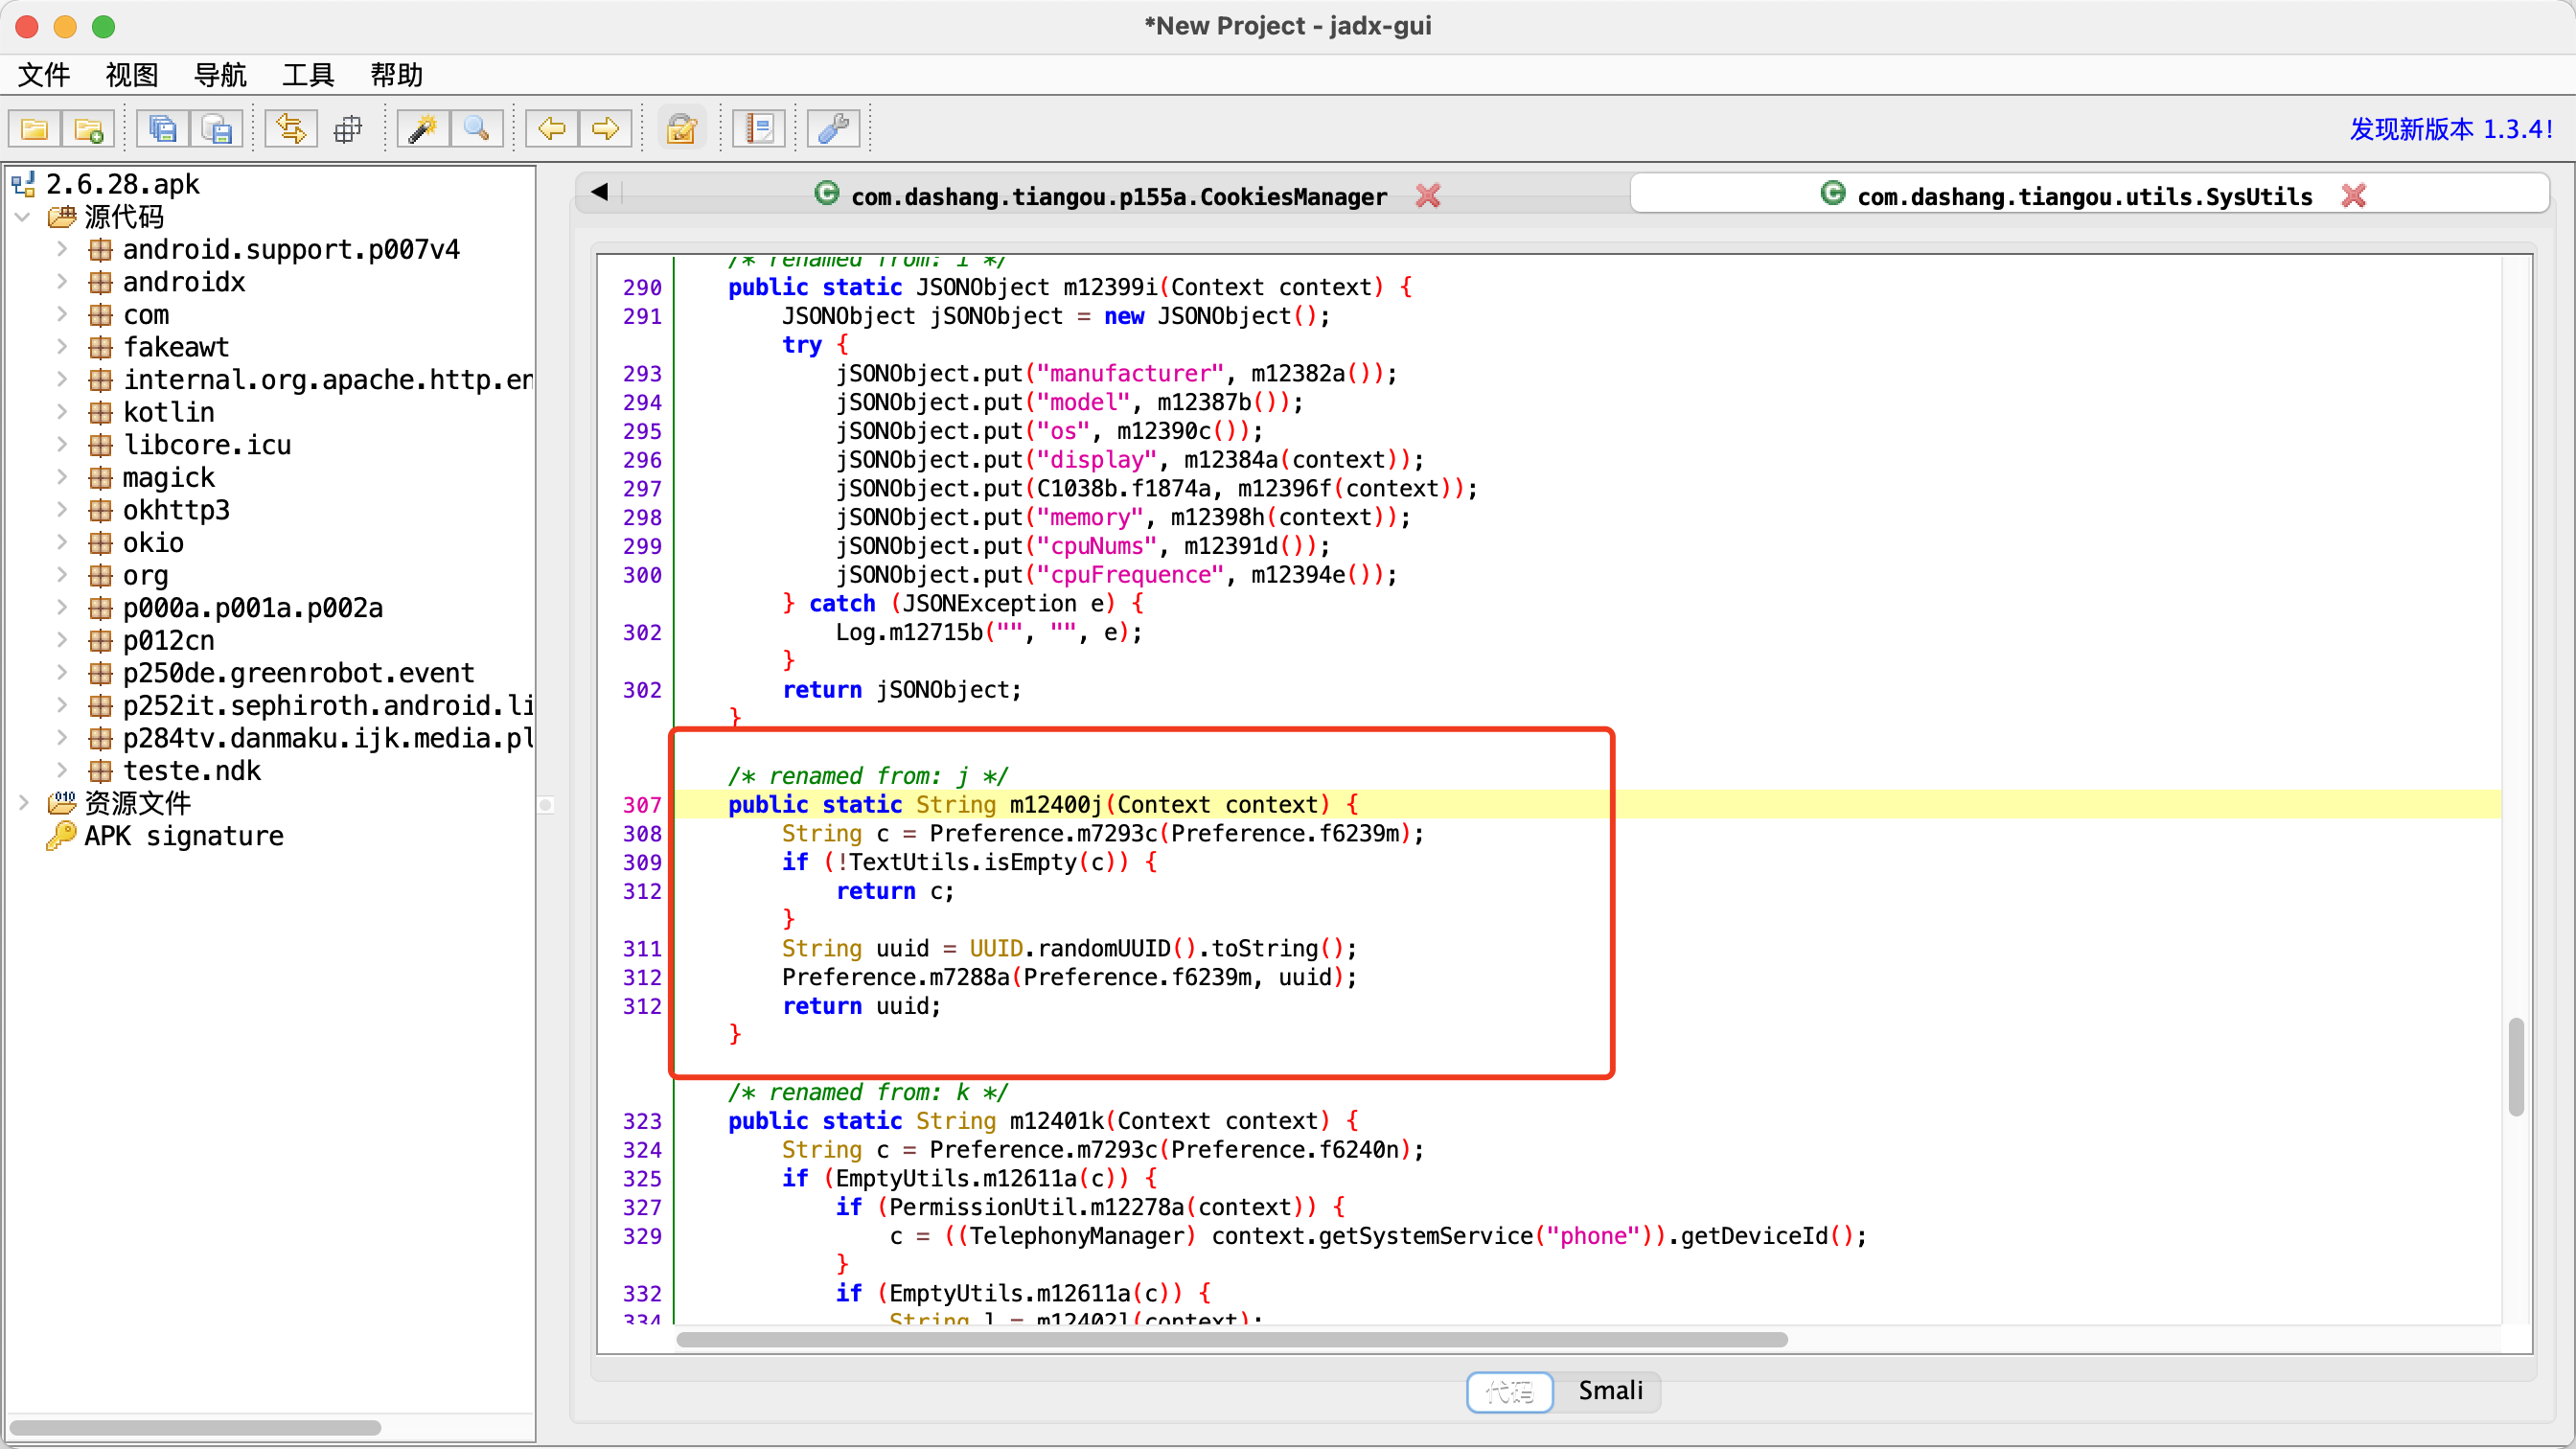 *New Project - jadx-gui
文件 视图 导航 工具 帮助
发现新版本 1.3.4!
2.6.28.apk
源代码
android.support.p007v4
androidx
com
fakeawt
internal.org.apache.http.en
kotlin
libcore.icu
magick
okhttp3
okio
org
p000a.p001a.p002a
p012cn
p250de.greenrobot.event
p252it.sephiroth.android.li
p284tv.danmaku.ijk.media.pl
teste.ndk
资源文件
APK signature
com.dashang.tiangou.p155a.CookiesManager com.dashang.tiangou.utils.SysUtils
/* renamed from: i */
290 public static JSONObject m12399i(Context context) {
291 JSONObject jSONObject = new JSONObject();
try {
293 jSONObject.put("manufacturer", m12382a());
294 jSONObject.put("model", m12387b());
295 jSONObject.put("os", m12390c());
296 jSONObject.put("display", m12384a(context));
297 jSONObject.put(C1038b.f1874a, m12396f(context));
298 jSONObject.put("memory", m12398h(context));
299 jSONObject.put("cpuNums", m12391d());
300 jSONObject.put("cpuFrequence", m12394e());
} catch (JSONException e) {
302 Log.m12715b("", "", e);
}
302 return jSONObject;
}
/* renamed from: j */
307 public static String m12400j(Context context) {
308 String c = Preference.m7293c(Preference.f6239m);
309 if (!TextUtils.isEmpty(c)) {
312 return c;
}
311 String uuid = UUID.randomUUID().toString();
312 Preference.m7288a(Preference.f6239m, uuid);
312 return uuid;
}
/* renamed from: k */
323 public static String m12401k(Context context) {
324 String c = Preference.m7293c(Preference.f6240n);
325 if (EmptyUtils.m12611a(c)) {
327 if (PermissionUtil.m12278a(context)) {
329 c = ((TelephonyManager) context.getSystemService("phone")).getDeviceId();
}
332 if (EmptyUtils.m12611a(c)) {
334 String l = m12402l(context);
代码 Smali